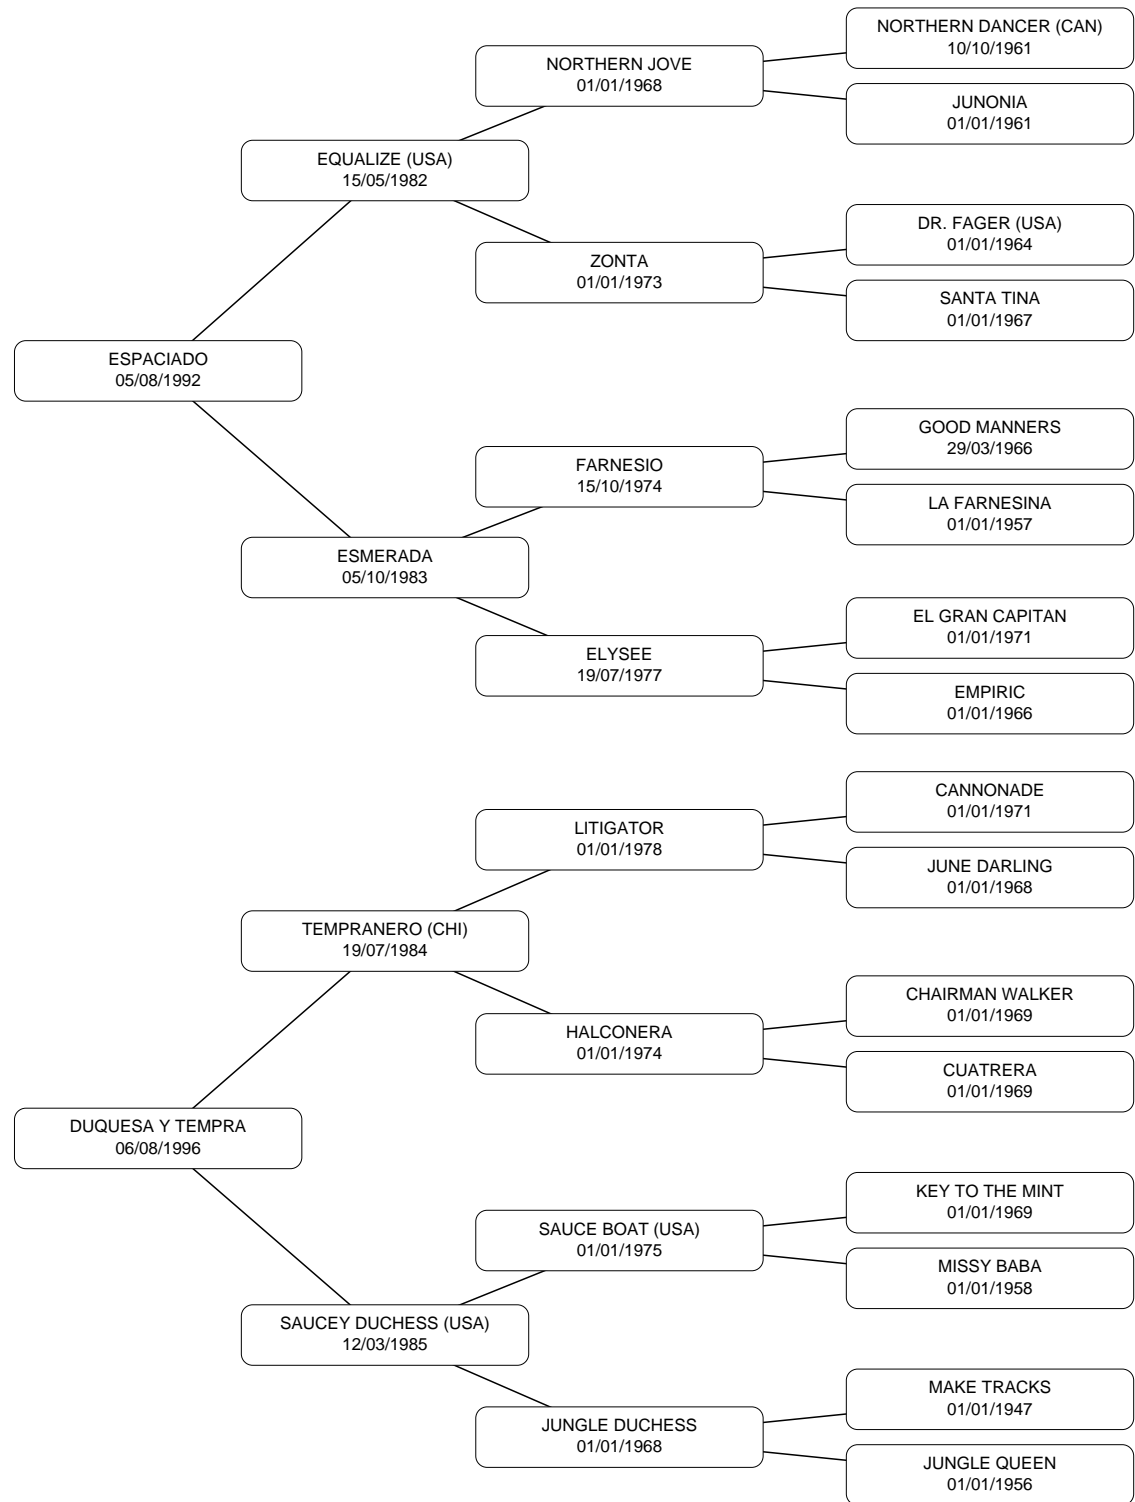 NORTHERN DANCER (CAN)
10/10/1961
NORTHERN JOVE
01/01/1968
JUNONIA
01/01/1961
EQUALIZE (USA)
15/05/1982
DR. FAGER (USA)
01/01/1964
ZONTA
01/01/1973
SANTA TINA
01/01/1967
ESPACIADO
05/08/1992
GOOD MANNERS
29/03/1966
FARNESIO
15/10/1974
LA FARNESINA
01/01/1957
ESMERADA
05/10/1983
EL GRAN CAPITAN
01/01/1971
ELYSEE
19/07/1977
EMPIRIC
01/01/1966
CANNONADE
01/01/1971
LITIGATOR
01/01/1978
JUNE DARLING
01/01/1968
TEMPRANERO (CHI)
19/07/1984
CHAIRMAN WALKER
01/01/1969
HALCONERA
01/01/1974
CUATRERA
01/01/1969
DUQUESA Y TEMPRA
06/08/1996
KEY TO THE MINT
01/01/1969
SAUCE BOAT (USA)
01/01/1975
MISSY BABA
01/01/1958
SAUCEY DUCHESS (USA)
12/03/1985
MAKE TRACKS
01/01/1947
JUNGLE DUCHESS
01/01/1968
JUNGLE QUEEN
01/01/1956